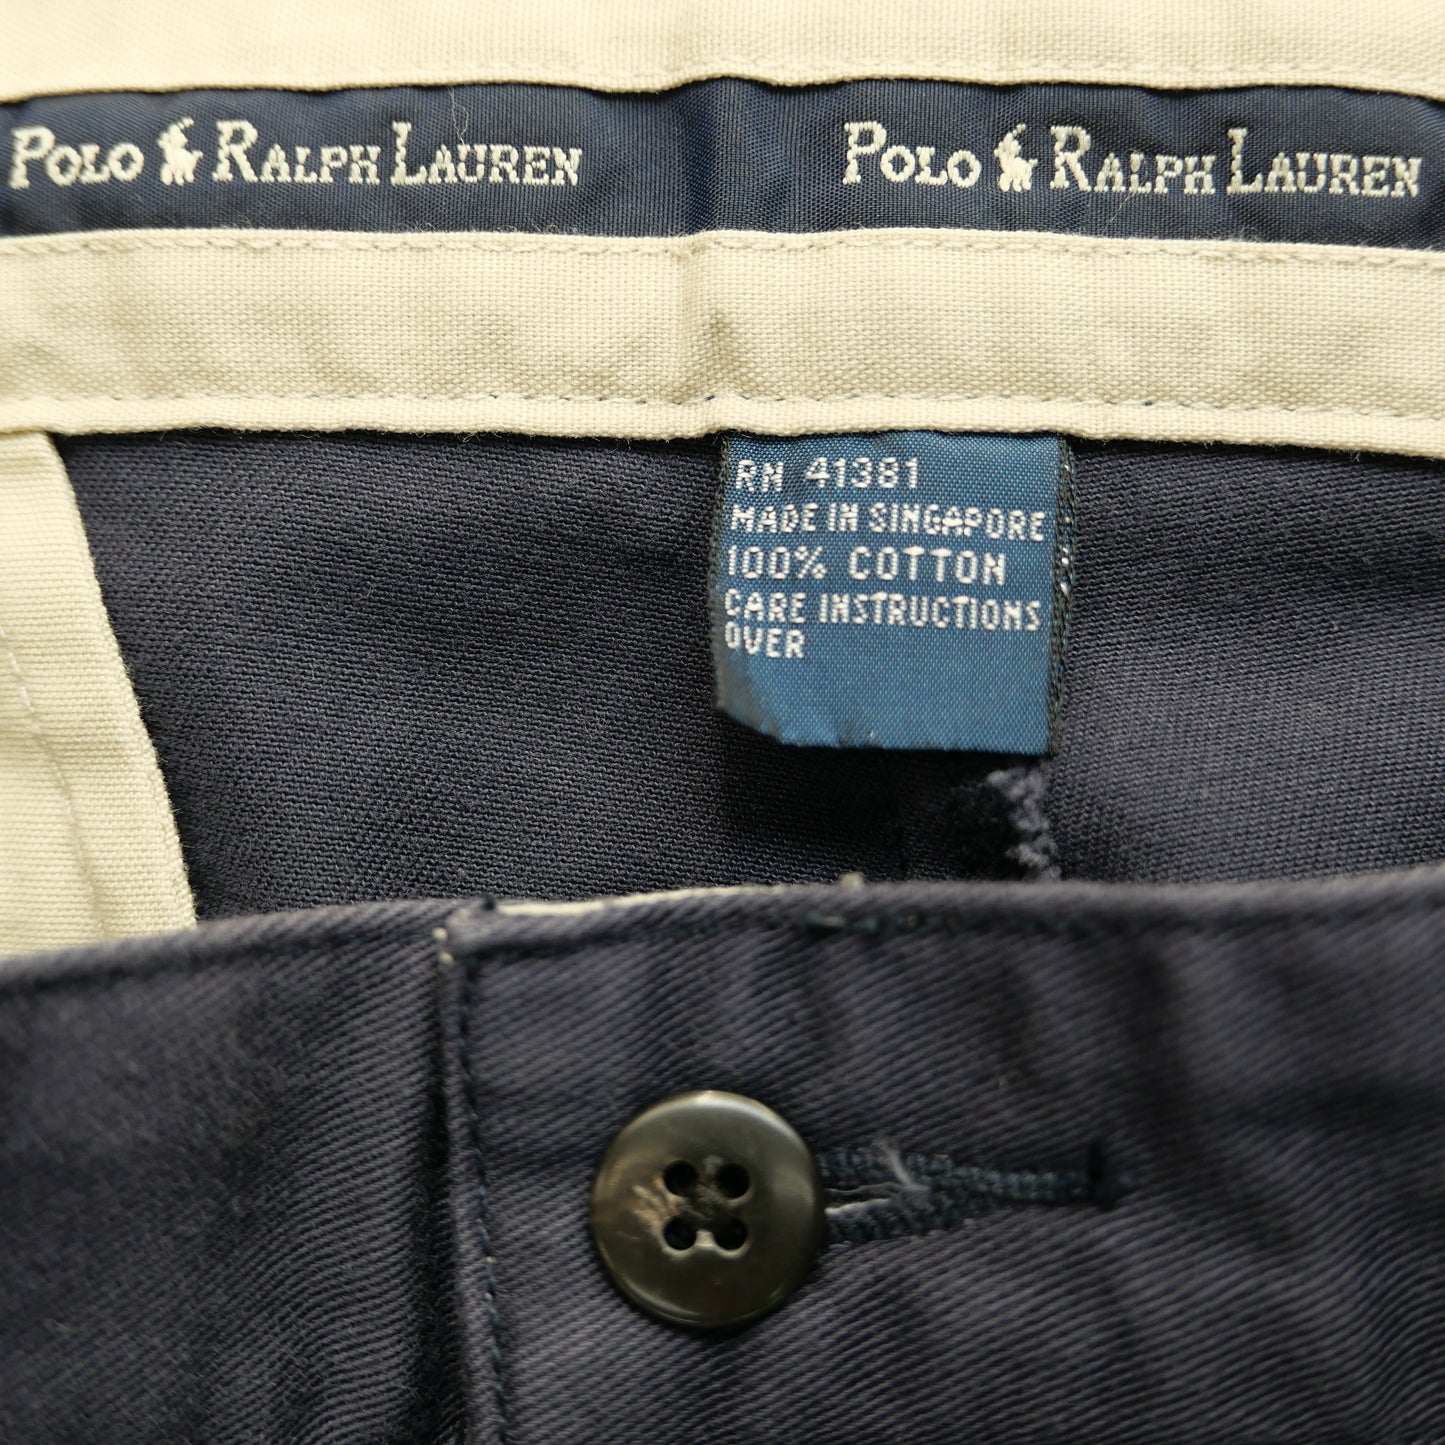 POLO RALPH LAUREN POLO RALPH LAUREN
RN 41381
MADE IN SINGAPORE
100% COTTON
CARE INSTRUCTIONS
OVER